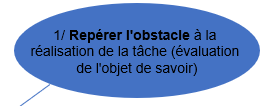 1/ Repérer l'obstacle à la
réalisation de la tâche (évaluation
de l'objet de savoir)